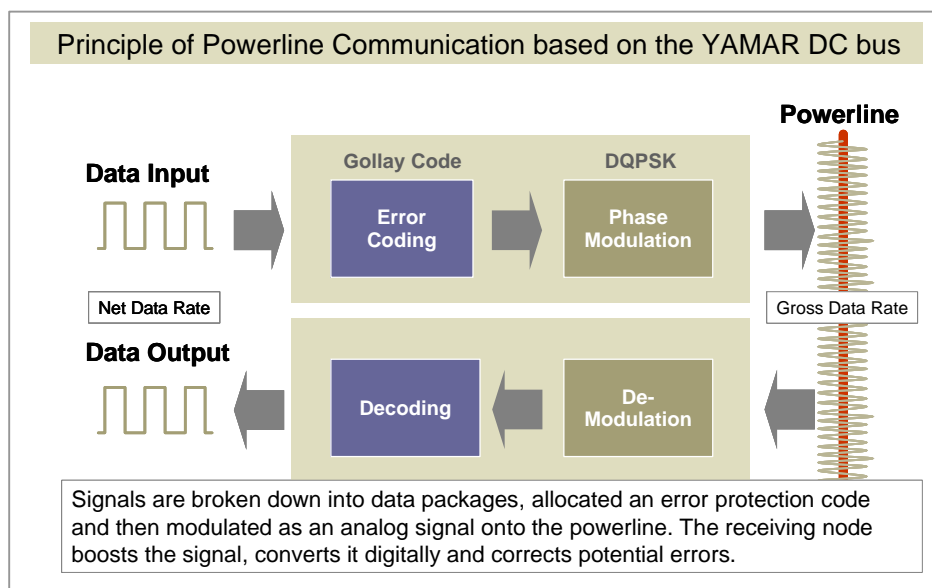 Principle of Powerline Communication based on the YAMAR DC bus
Powerline
Gollay Code
DQPSK
Data Input
Error
Coding
Phase
Modulation
Net Data Rate
Gross Data Rate
Data Output
Decoding
De-
Modulation
Signals are broken down into data packages, allocated an error protection code
and then modulated as an analog signal onto the powerline. The receiving node
boosts the signal, converts it digitally and corrects potential errors.